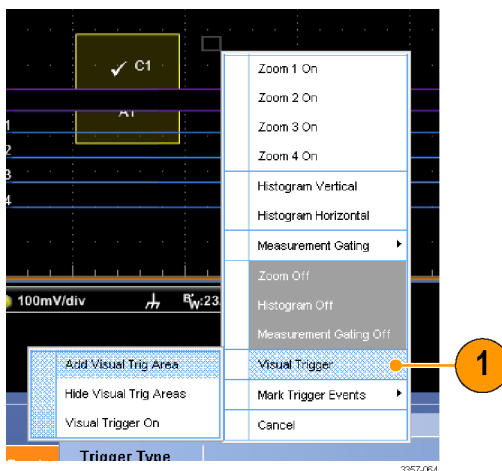 C1
A1
1
2
3
4
100mV/div
BW:23.
Zoom 1 On
Zoom 2 On
Zoom 3 On
Zoom 4 On
Histogram Vertical
Histogram Horizontal
Measurement Gating
Zoom Off
Histogram Off
Measurement Gating Off
Visual Trigger
Mark Trigger Events
Cancel
Add Visual Trig Area
Hide Visual Trig Areas
Visual Trigger On
1
Trigger Type
3357-064